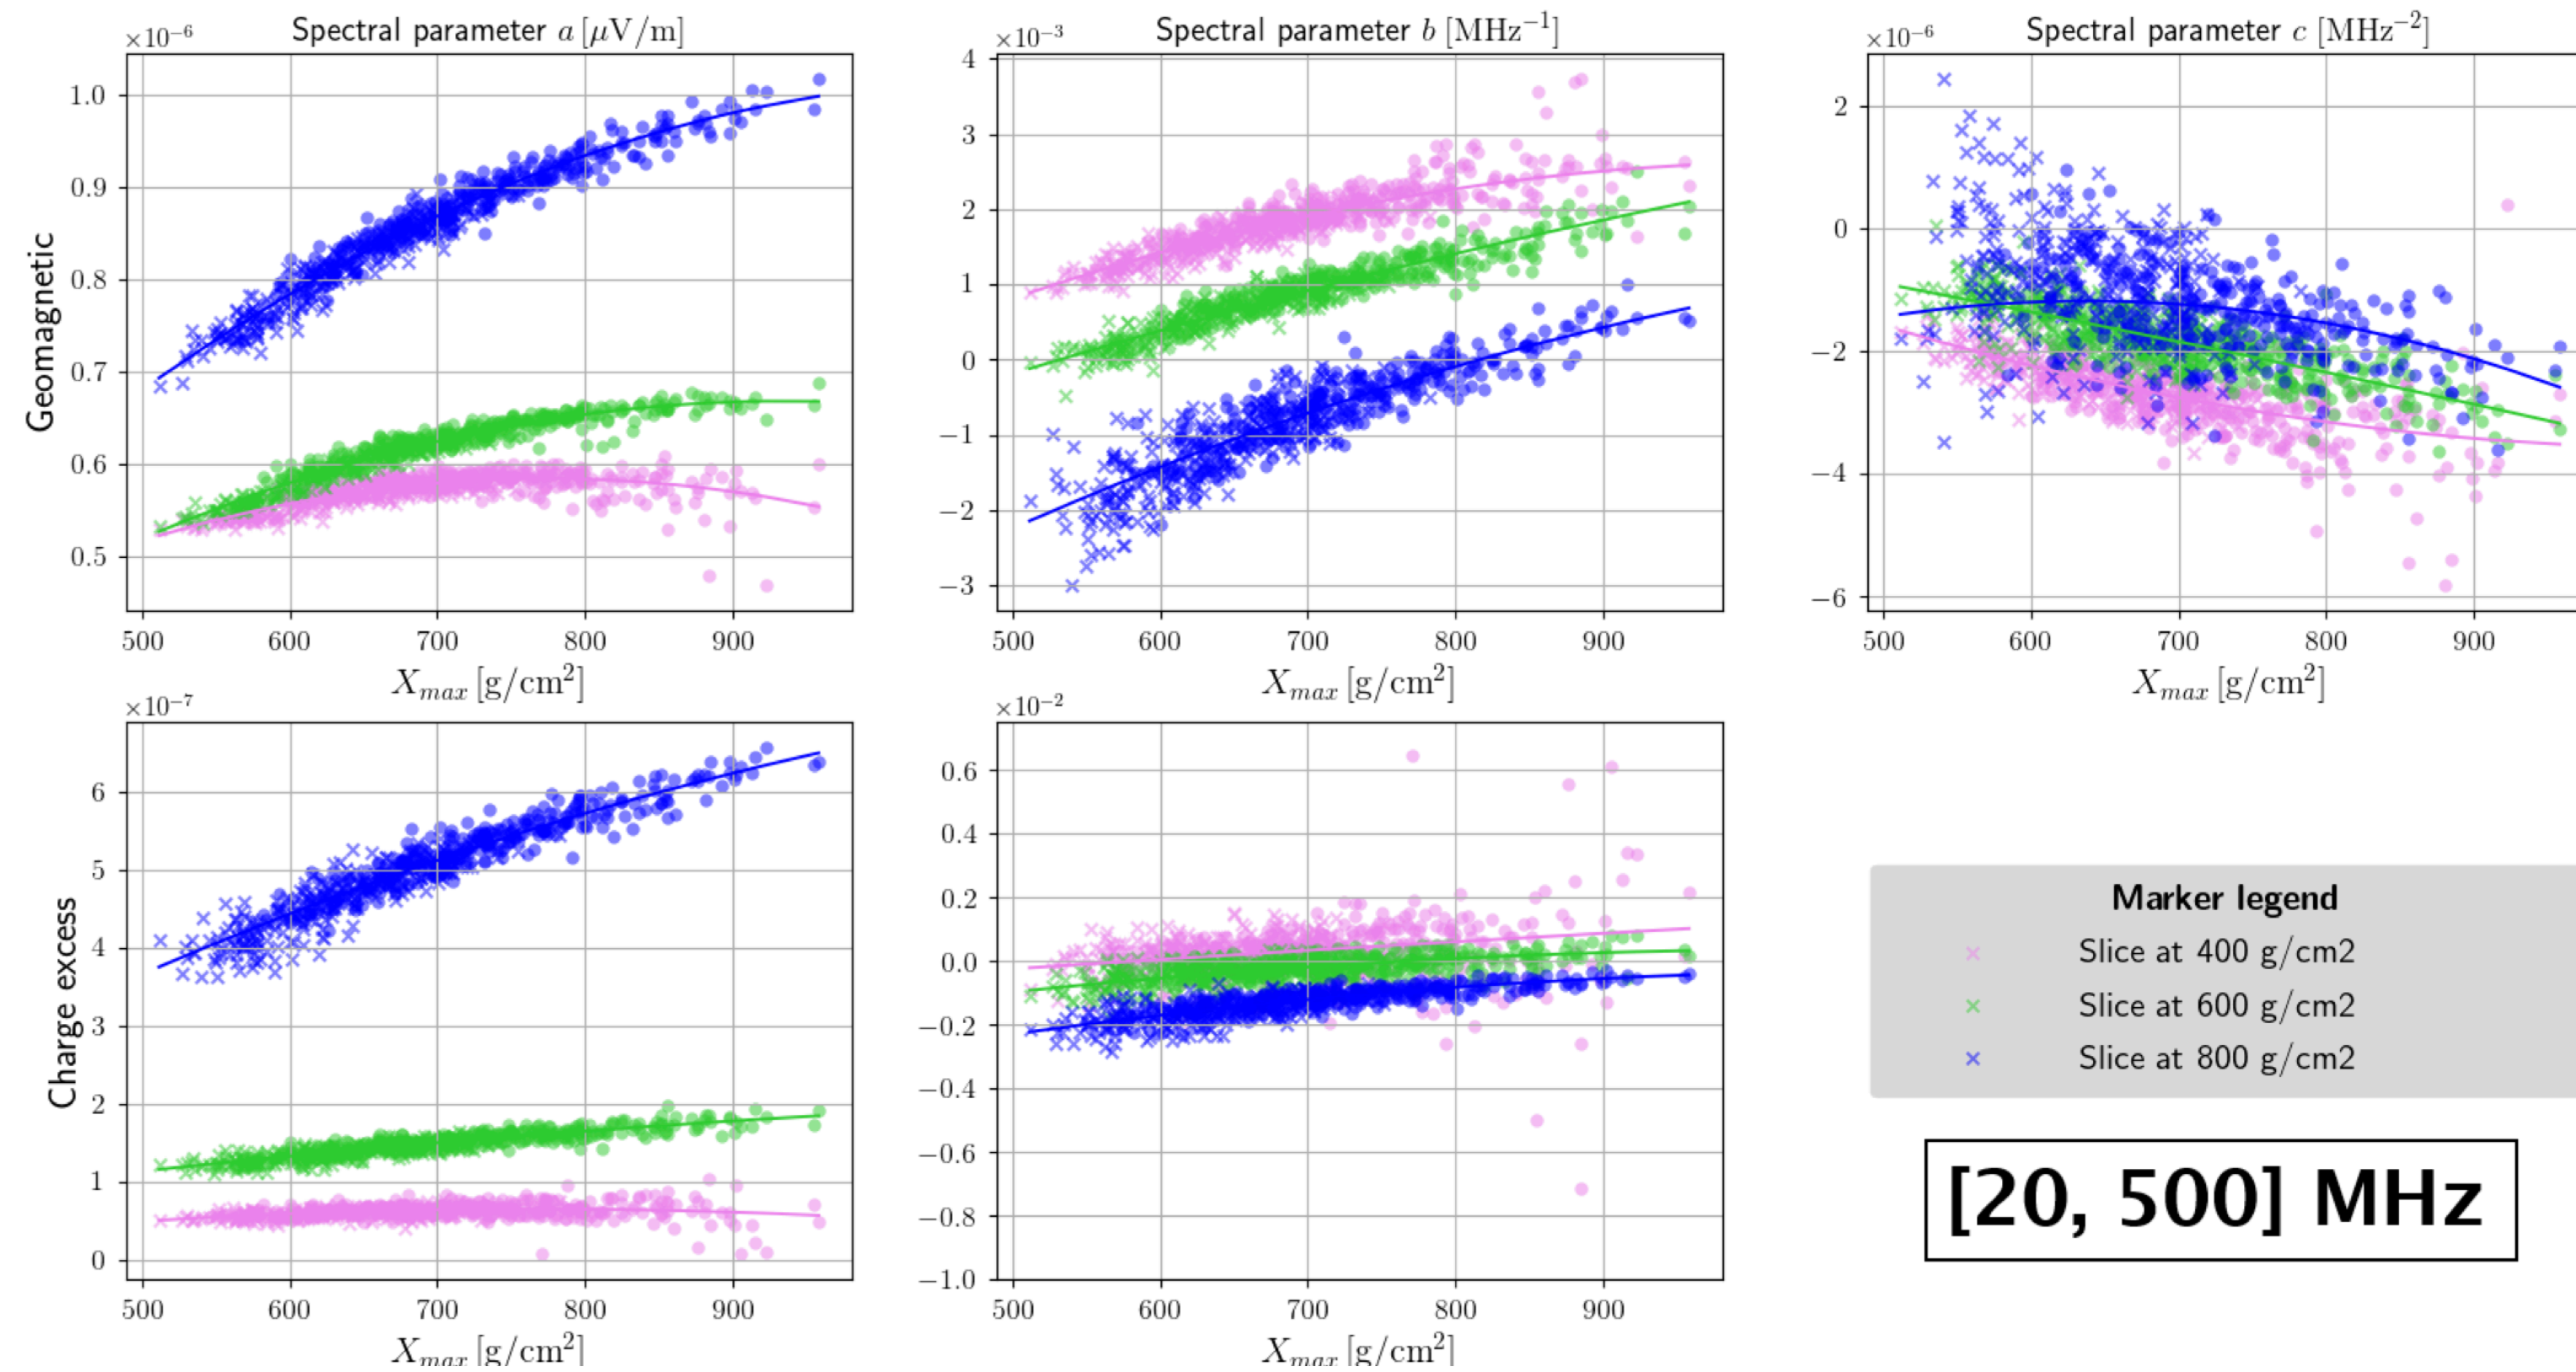 Spectral parameter a [μV/m]
Spectral parameter b [MHz⁻¹]
Spectral parameter c [MHz⁻²]
×10⁻⁶
×10⁻³
×10⁻⁶
Geomagnetic
1.0
0.9
0.8
0.7
0.6
0.5
500 600 700 800 900
X_max [g/cm²]
4
3
2
1
0
−1
−2
−3
500 600 700 800 900
X_max [g/cm²]
2
0
−2
−4
−6
500 600 700 800 900
X_max [g/cm²]
×10⁻⁷
×10⁻²
Charge excess
6
5
4
3
2
1
0
500 600 700 800 900
X_max [g/cm²]
0.6
0.4
0.2
0.0
−0.2
−0.4
−0.6
−0.8
−1.0
500 600 700 800 900
X_max [g/cm²]
Marker legend
Slice at 400 g/cm2
Slice at 600 g/cm2
Slice at 800 g/cm2
[20, 500] MHz